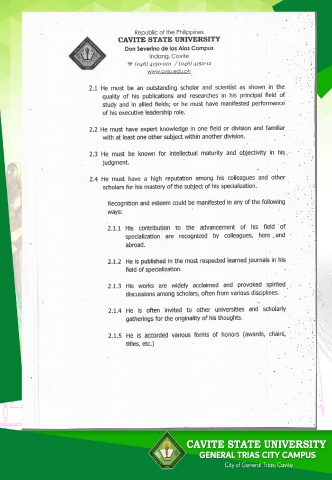 Republic of the Philippines
CAVITE STATE UNIVERSITY
Don Severino de las Alas Campus
Indang, Cavite
www.cvsu.edu.ph
2.1 He must be an outstanding scholar and scientist as shown in the
quality of his publications and researches in his principal field of
study and in allied fields; or he must have manifested performance
of his executive leadership role.
2.2 He must have expert knowledge in one field or division and familiar
with at least one other subject within another division.
2.3 He must be known for intellectual maturity and objectivity in his
judgment.
2.4 He must have a high reputation among his colleagues and other
scholars for his mastery of the subject of his specialization.
Recognition and esteem could be manifested in any of the following
ways:
2.1.1 His contribution to the advancement of his field of
specialization are recognized by colleagues, here and
abroad.
2.1.2 He is published in the most respected learned journals in his
field of specialization.
2.1.3 His works are widely acclaimed and provoked spirited
discussions among scholars, often from various disciplines.
2.1.4 He is often invited to other universities and scholarly
gatherings for the originality of his thoughts.
2.1.5 He is accorded various forms of honors (awards, chairs,
titles, etc.)
CAVITE STATE UNIVERSITY
GENERAL TRIAS CITY CAMPUS
City of General Trias, Cavite